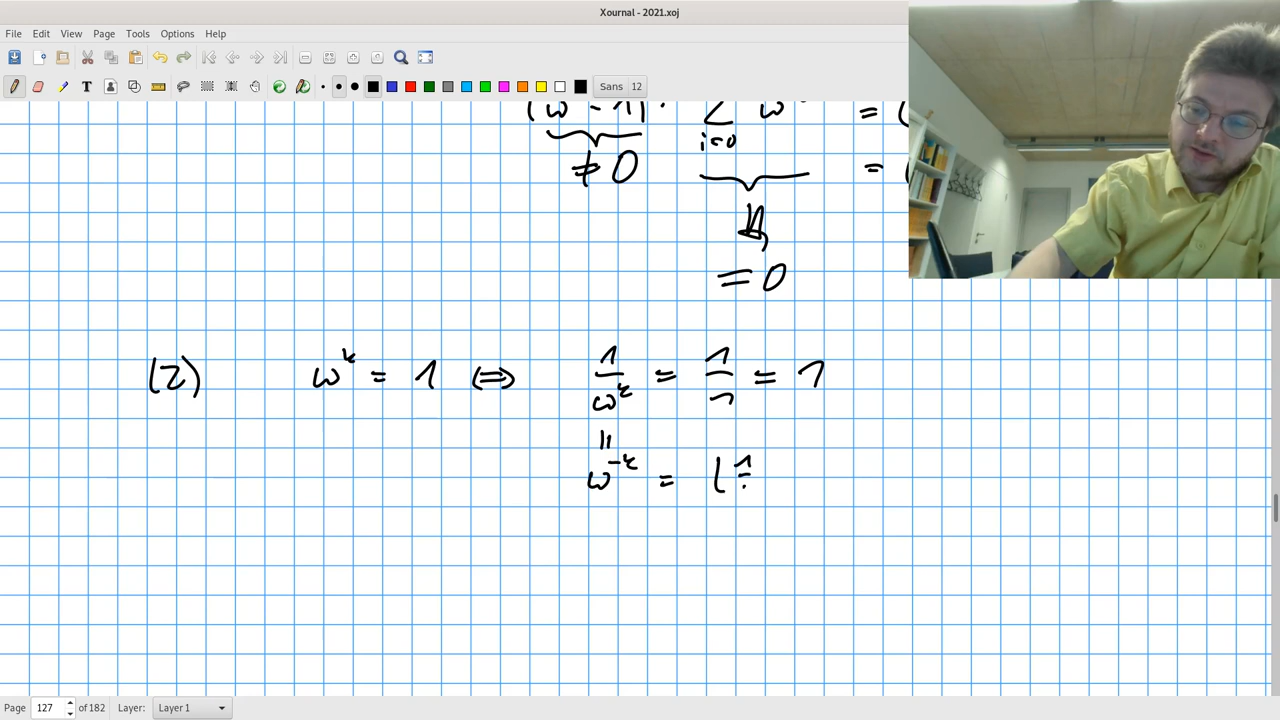 Xournal - 2021.xoj
File Edit View Page Tools Options Help
Sans 12
(ω - 1) · Σ ω = (
i=0
≠ 0 =
= 0
(2) ω^k = 1 ⇔ 1/ω^k = 1/1 = 1
||
ω^-k = (1/
Page 127 of 182 Layer: Layer 1